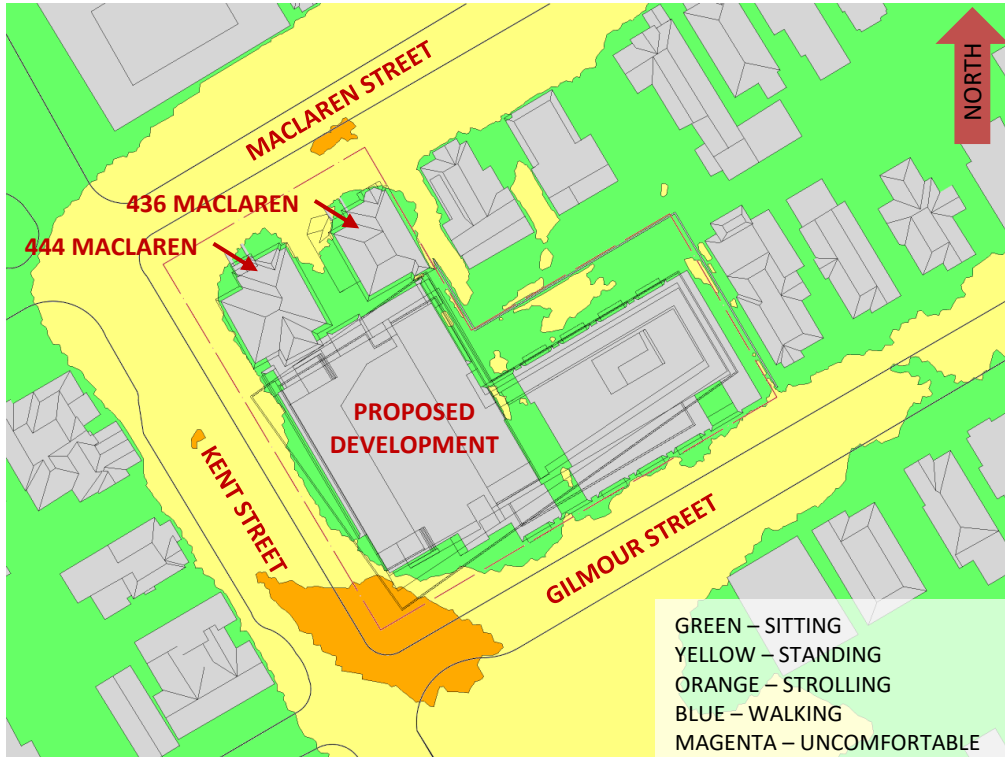 NORTH
MACLAREN STREET
436 MACLAREN
444 MACLAREN
PROPOSED
DEVELOPMENT
KENT STREET
GILMOUR STREET
GREEN – SITTING
YELLOW – STANDING
ORANGE – STROLLING
BLUE – WALKING
MAGENTA – UNCOMFORTABLE